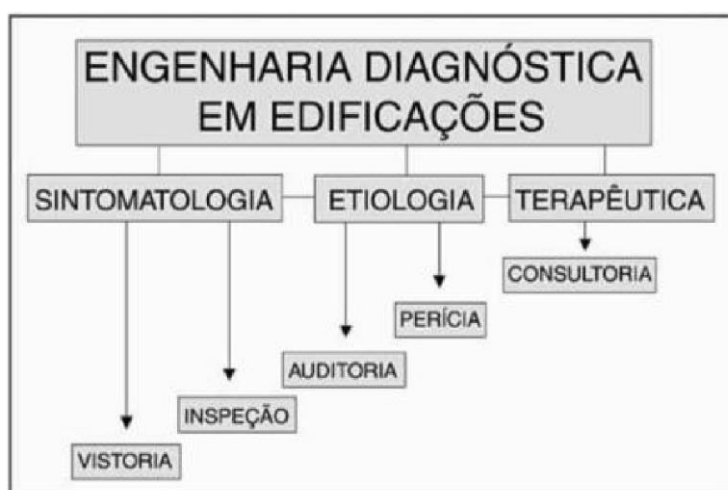 ENGENHARIA DIAGNÓSTICA
EM EDIFICAÇÕES
SINTOMATOLOGIA
ETIOLOGIA
TERAPÊUTICA
CONSULTORIA
PERÍCIA
AUDITORIA
INSPEÇÃO
VISTORIA